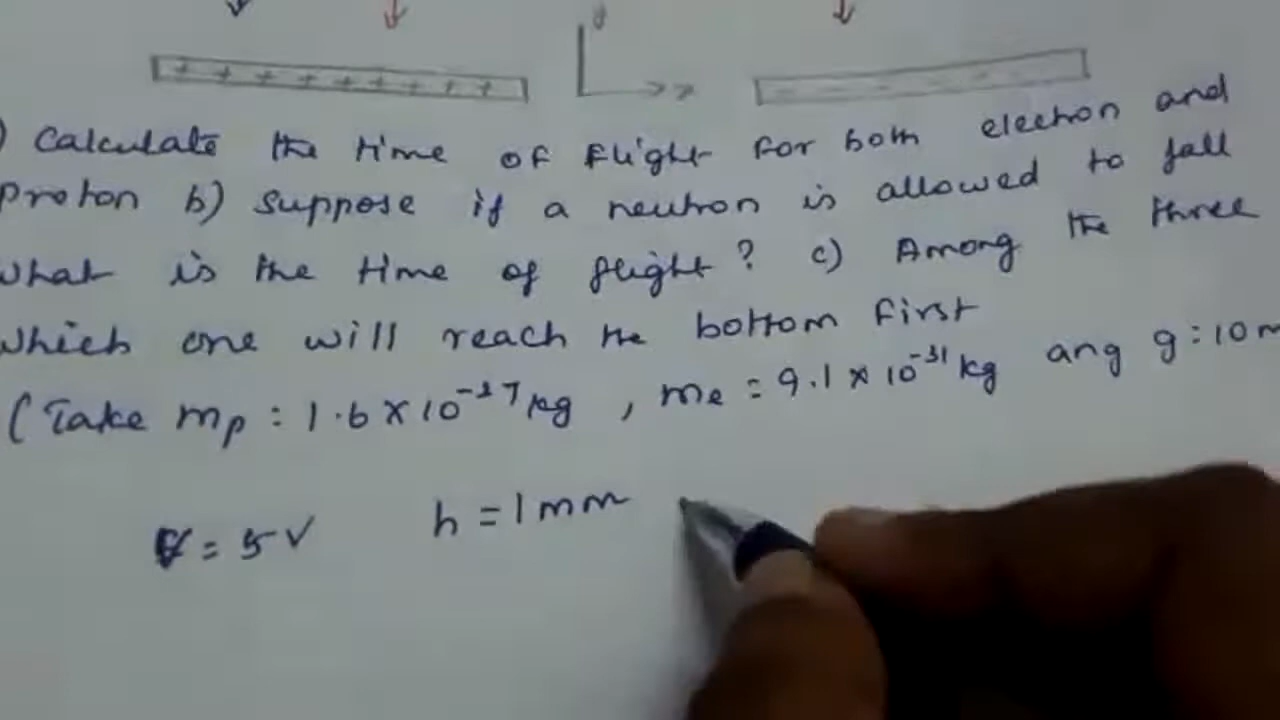 ) Calculate the time of flight for both electron and
Proton b) suppose if a neutron is allowed to fall
What is the time of flight? c) Among the three
Which one will reach the bottom first
(Take mp : 1.6 x 10^-27 kg , me = 9.1 x 10^-31 kg ang g : 10 m
V = 5 V h = 1 mm